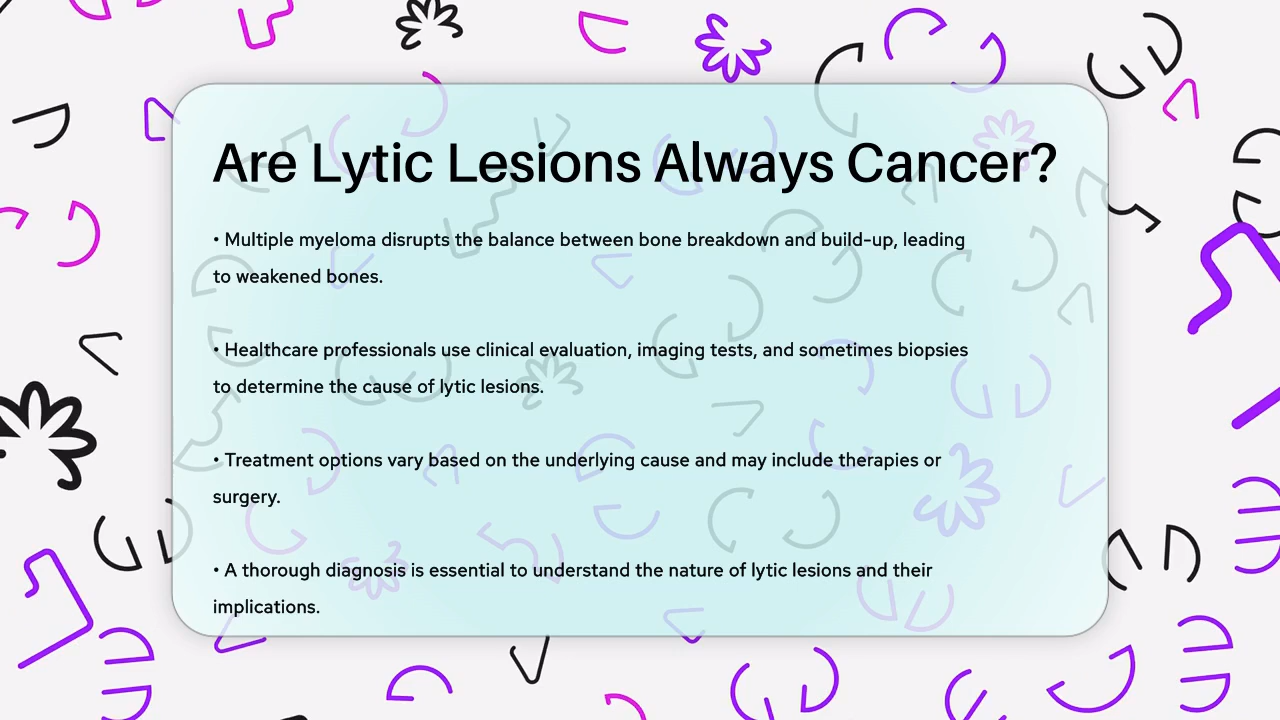 Are Lytic Lesions Always Cancer?
• Multiple myeloma disrupts the balance between bone breakdown and build-up, leading
to weakened bones.
• Healthcare professionals use clinical evaluation, imaging tests, and sometimes biopsies
to determine the cause of lytic lesions.
• Treatment options vary based on the underlying cause and may include therapies or
surgery.
• A thorough diagnosis is essential to understand the nature of lytic lesions and their
implications.